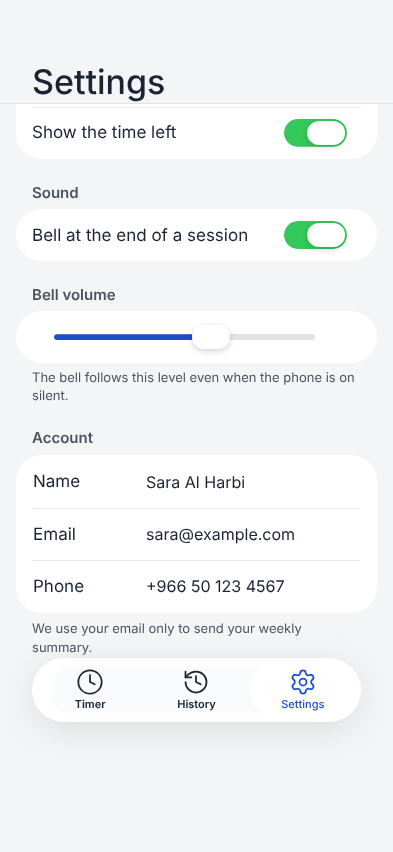 Settings
Show the time left
Sound
Bell at the end of a session
Bell volume
The bell follows this level even when the phone is on
silent.
Account
Name Sara Al Harbi
Email sara@example.com
Phone +966 50 123 4567
We use your email only to send your weekly
summary.
Timer History Settings